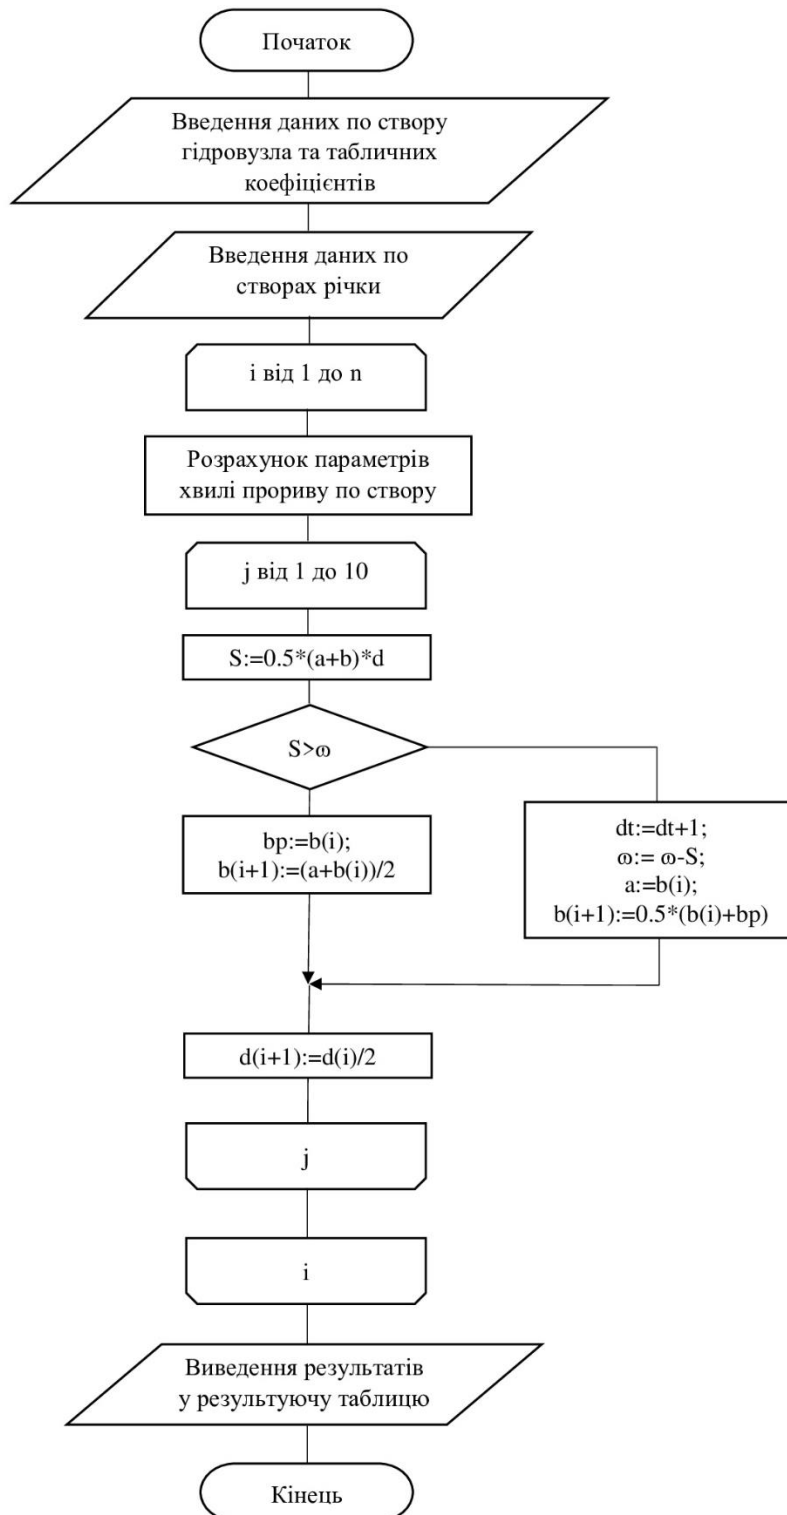 Початок
Введення даних по створу
гідровузла та табличних
коефіцієнтів
Введення даних по
створах річки
і від 1 до n
Розрахунок параметрів
хвилі прориву по створу
j від 1 до 10
S:=0.5*(a+b)*d
S>ω
bp:=b(i);
b(i+1):=(a+b(i))/2
dt:=dt+1;
ω:= ω-S;
a:=b(i);
b(i+1):=0.5*(b(i)+bp)
d(i+1):=d(i)/2
j
i
Виведення результатів
у результуючу таблицю
Кінець